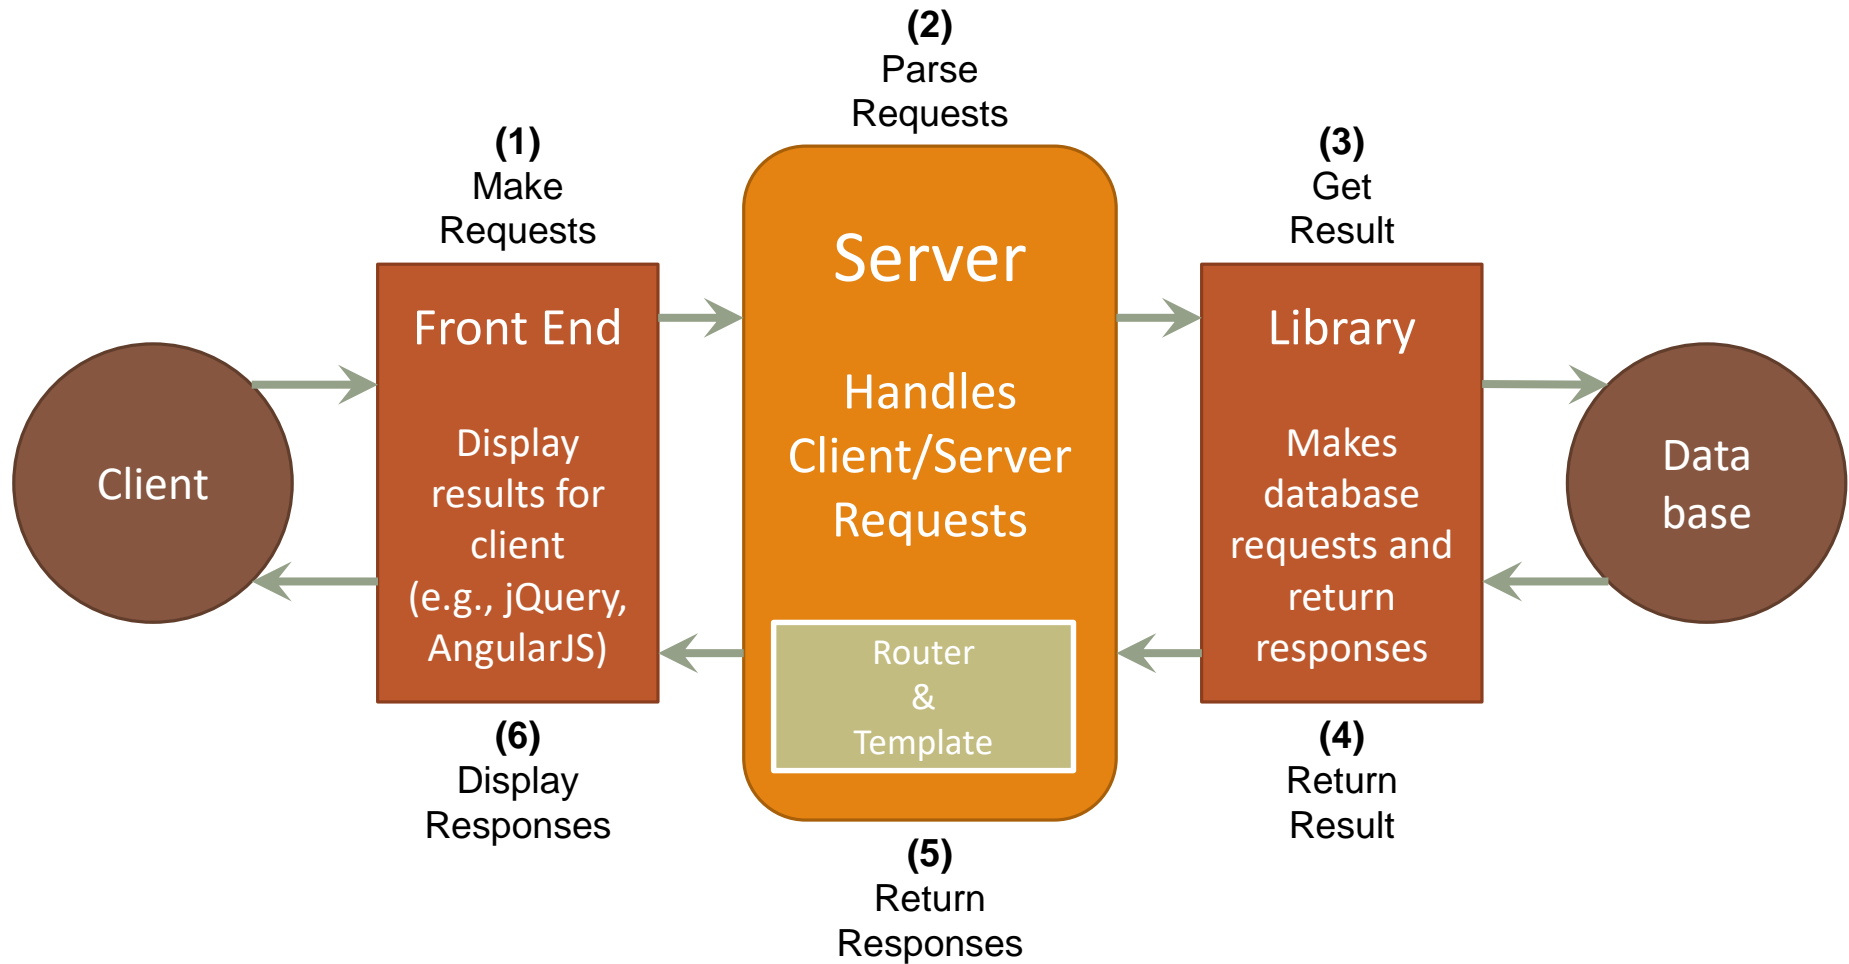 (1)
Make
Requests
(2)
Parse
Requests
(3)
Get
Result
Client
Front End
Display
results for
client
(e.g., jQuery,
AngularJS)
Server
Handles
Client/Server
Requests
Router
&
Template
Library
Makes
database
requests and
return
responses
Data
base
(6)
Display
Responses
(5)
Return
Responses
(4)
Return
Result